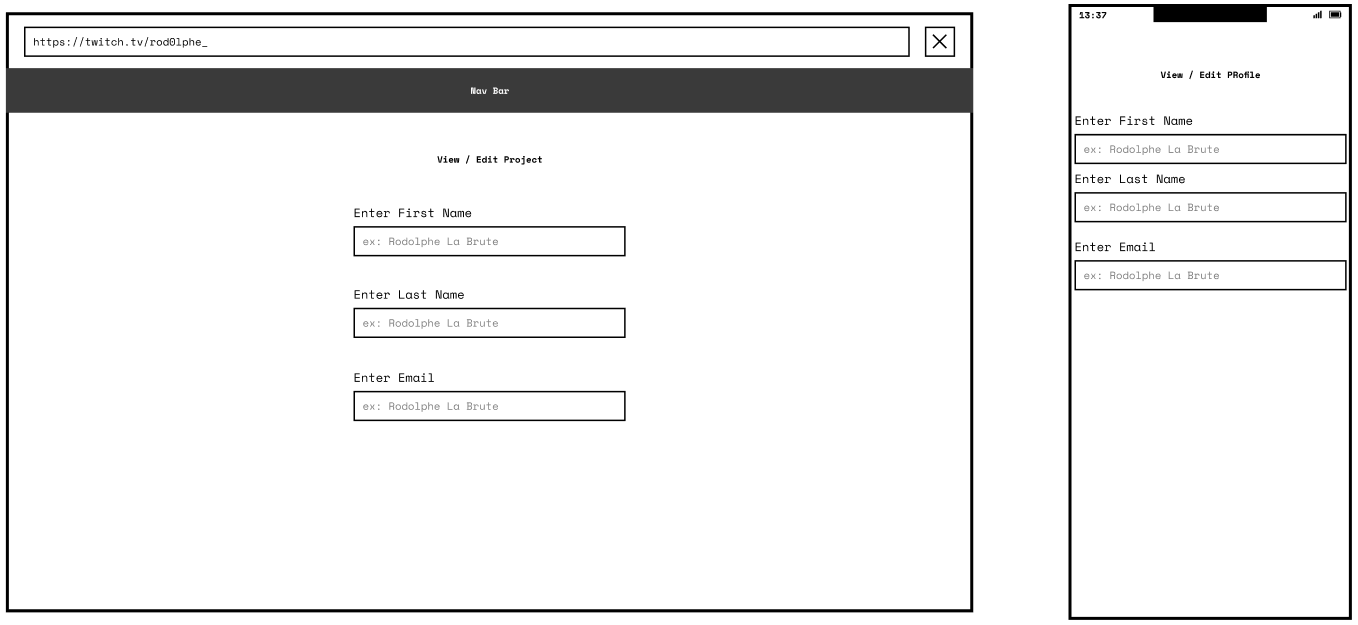 https://twitch.tv/rod0lphe_
Nav Bar
View / Edit Project
Enter First Name
ex: Rodolphe La Brute
Enter Last Name
ex: Rodolphe La Brute
Enter Email
ex: Rodolphe La Brute
13:37
View / Edit PRofile
Enter First Name
ex: Rodolphe La Brute
Enter Last Name
ex: Rodolphe La Brute
Enter Email
ex: Rodolphe La Brute